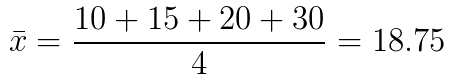 x̄ = (10 + 15 + 20 + 30) / 4 = 18.75